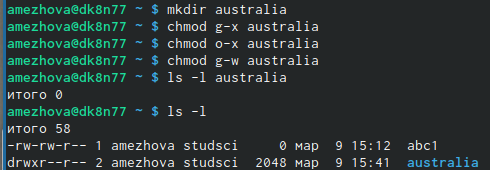 amezhova@dk8n77 ~ $ mkdir australia
amezhova@dk8n77 ~ $ chmod g-x australia
amezhova@dk8n77 ~ $ chmod o-x australia
amezhova@dk8n77 ~ $ chmod g-w australia
amezhova@dk8n77 ~ $ ls -l australia
итого 0
amezhova@dk8n77 ~ $ ls -l
итого 58
-rw-rw-r-- 1 amezhova studsci    0 мар  9 15:12  abc1
drwxr--r-- 2 amezhova studsci 2048 мар  9 15:41  australia